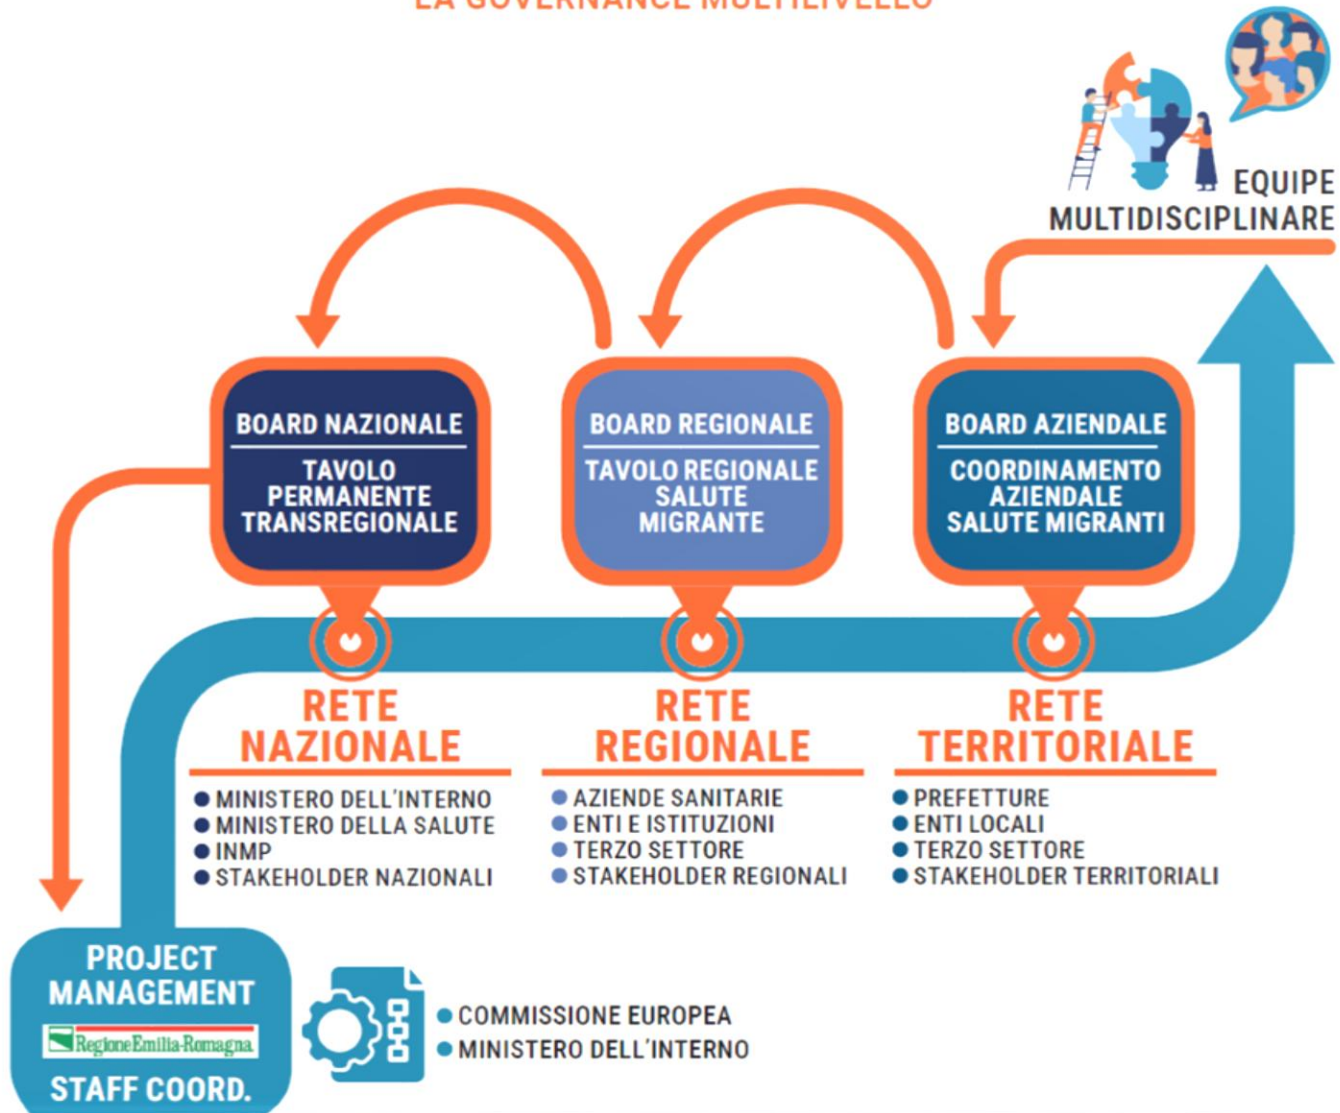 LA GOVERNANCE MULTILIVELLO
EQUIPE
MULTIDISCIPLINARE
BOARD NAZIONALE
TAVOLO
PERMANENTE
TRANSREGIONALE
BOARD REGIONALE
TAVOLO REGIONALE
SALUTE
MIGRANTE
BOARD AZIENDALE
COORDINAMENTO
AZIENDALE
SALUTE MIGRANTI
RETE
NAZIONALE
MINISTERO DELL'INTERNO
MINISTERO DELLA SALUTE
INMP
STAKEHOLDER NAZIONALI
RETE
REGIONALE
AZIENDE SANITARIE
ENTI E ISTITUZIONI
TERZO SETTORE
STAKEHOLDER REGIONALI
RETE
TERRITORIALE
PREFETTURE
ENTI LOCALI
TERZO SETTORE
STAKEHOLDER TERRITORIALI
PROJECT
MANAGEMENT
RegioneEmilia-Romagna
STAFF COORD.
COMMISSIONE EUROPEA
MINISTERO DELL'INTERNO